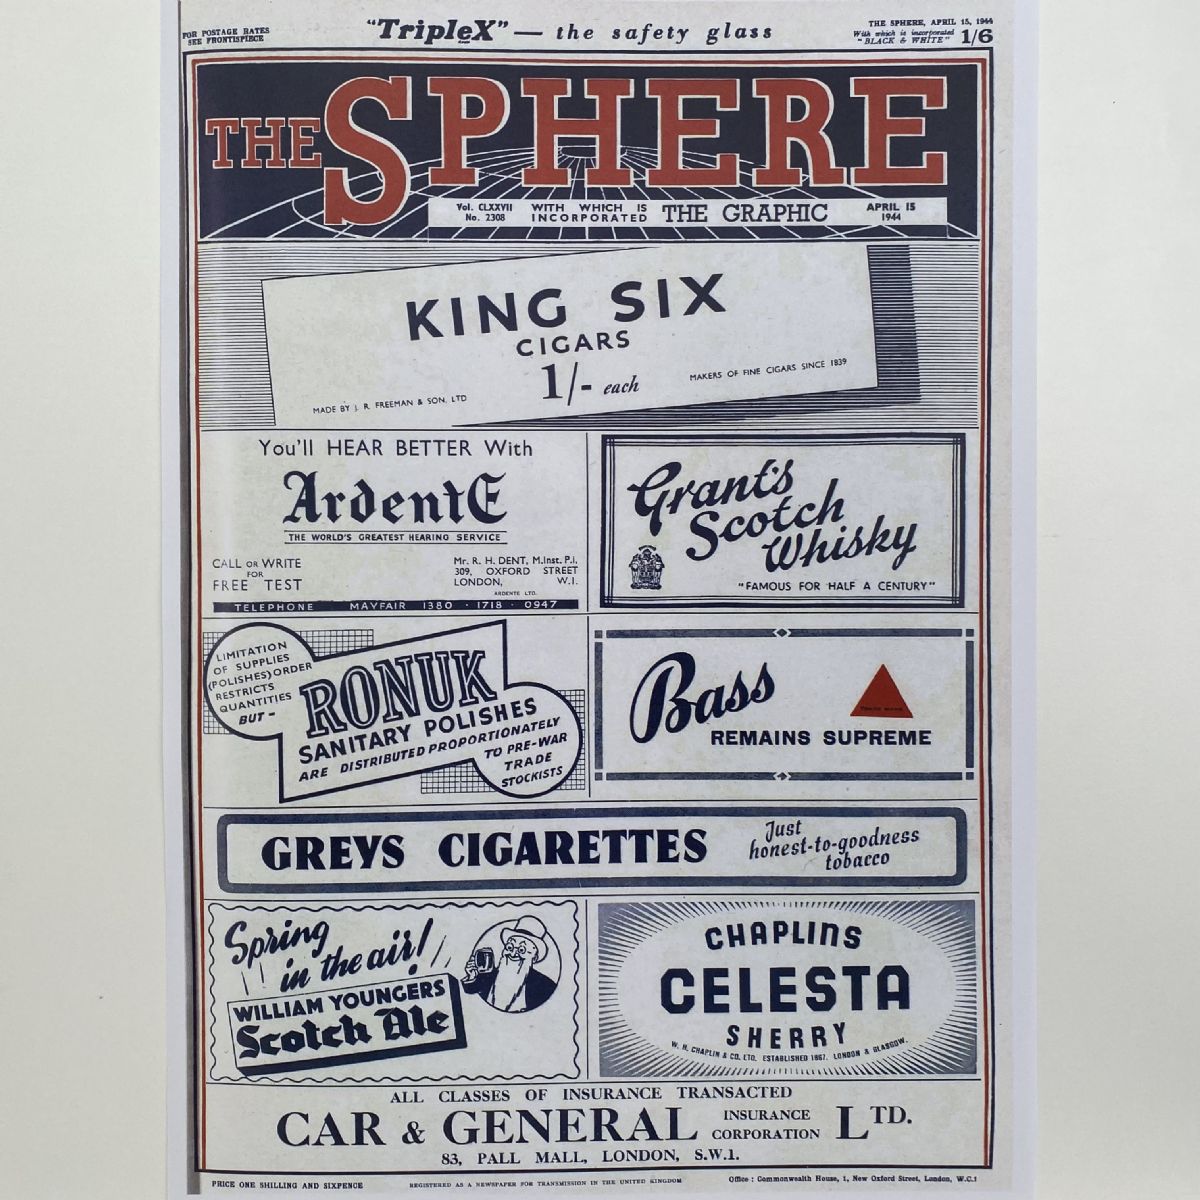 FOR POSTAGE RATES
SEE FRONTISPIECE
"TripleX" — the safety glass
THE SPHERE, APRIL 15, 1944
With which is incorporated
"BLACK & WHITE" 1/6
THE SPHERE
Vol. CLXXVII
No. 2308
WITH WHICH IS
INCORPORATED
THE GRAPHIC
APRIL 15
1944
KING SIX
CIGARS
1/- each
MADE BY J. R. FREEMAN & SON. LTD
MAKERS OF FINE CIGARS SINCE 1839
You'll HEAR BETTER With
ArdentE
THE WORLD'S GREATEST HEARING SERVICE
CALL OR WRITE
FOR
FREE TEST
Mr. R. H. DENT, M.Inst. P.I.
309, OXFORD STREET
LONDON, W.I.
ARDENTE LTD.
TELEPHONE MAYFAIR 1380 · 1718 · 0947
Grant's
Scotch
Whisky
"FAMOUS FOR HALF A CENTURY"
LIMITATION
OF SUPPLIES
(POLISHES) ORDER
RESTRICTS
QUANTITIES
BUT -
RONUK
SANITARY POLISHES
ARE DISTRIBUTED PROPORTIONATELY
TO PRE-WAR
TRADE
STOCKISTS
Bass
TRADE MARK
REMAINS SUPREME
GREYS CIGARETTES
Just
honest-to-goodness
tobacco
Spring
in the air!
WILLIAM YOUNGERS
Scotch Ale
CHAPLINS
CELESTA
SHERRY
W. H. CHAPLIN & CO. LTD. ESTABLISHED 1867. LONDON & GLASGOW.
ALL CLASSES OF INSURANCE TRANSACTED
CAR & GENERAL INSURANCE CORPORATION LTD.
83, PALL MALL, LONDON, S.W.1.
PRICE ONE SHILLING AND SIXPENCE
REGISTERED AS A NEWSPAPER FOR TRANSMISSION IN THE UNITED KINGDOM
Office : Commonwealth House, 1, New Oxford Street, London, W.C.1